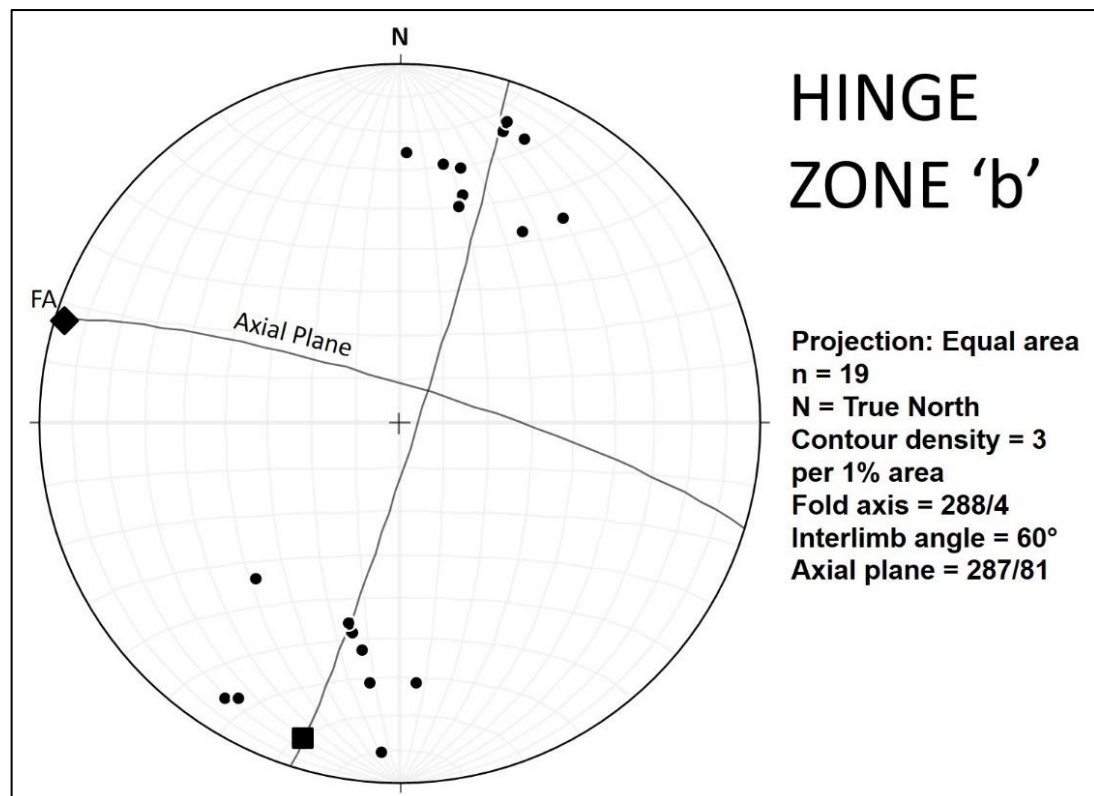 N
HINGE
ZONE ‘b’
FA
Axial Plane
Projection: Equal area
n = 19
N = True North
Contour density = 3
per 1% area
Fold axis = 288/4
Interlimb angle = 60°
Axial plane = 287/81